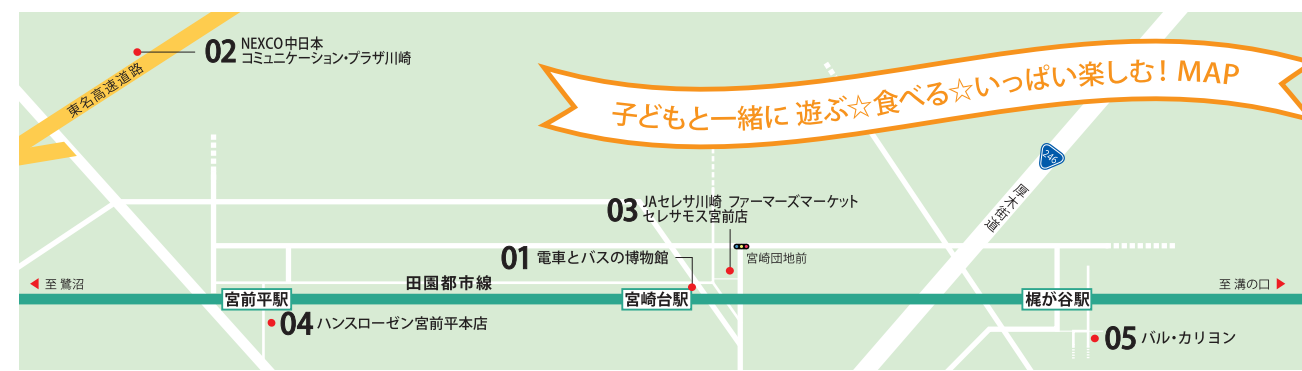 02 NEXCO中日本
コミュニケーション・プラザ川崎
東名高速道路
子どもと一緒に 遊ぶ☆食べる☆いっぱい楽しむ！MAP
246
厚木街道
03 JAセレサ川崎 ファーマーズマーケット
セレサモス宮前店
01 電車とバスの博物館
宮崎団地前
◀ 至 鷺沼
田園都市線
至 溝の口 ▶
宮前平駅
宮崎台駅
梶が谷駅
04 ハンスローゼン宮前平本店
05 バル・カリヨン